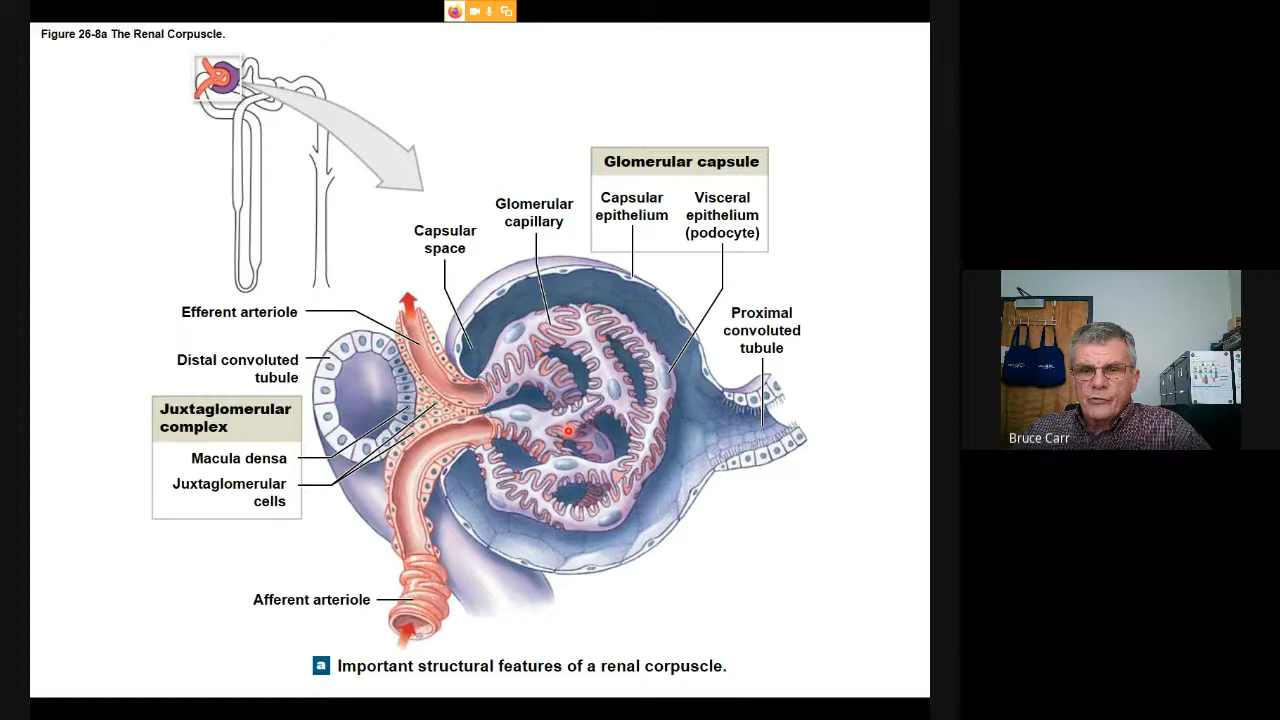 Figure 26-8a The Renal Corpuscle.
Glomerular capsule
Capsular
epithelium
Visceral
epithelium
(podocyte)
Glomerular
capillary
Capsular
space
Efferent arteriole
Proximal
convoluted
tubule
Distal convoluted
tubule
Juxtaglomerular
complex
Macula densa
Juxtaglomerular
cells
Afferent arteriole
Bruce Carr
a Important structural features of a renal corpuscle.